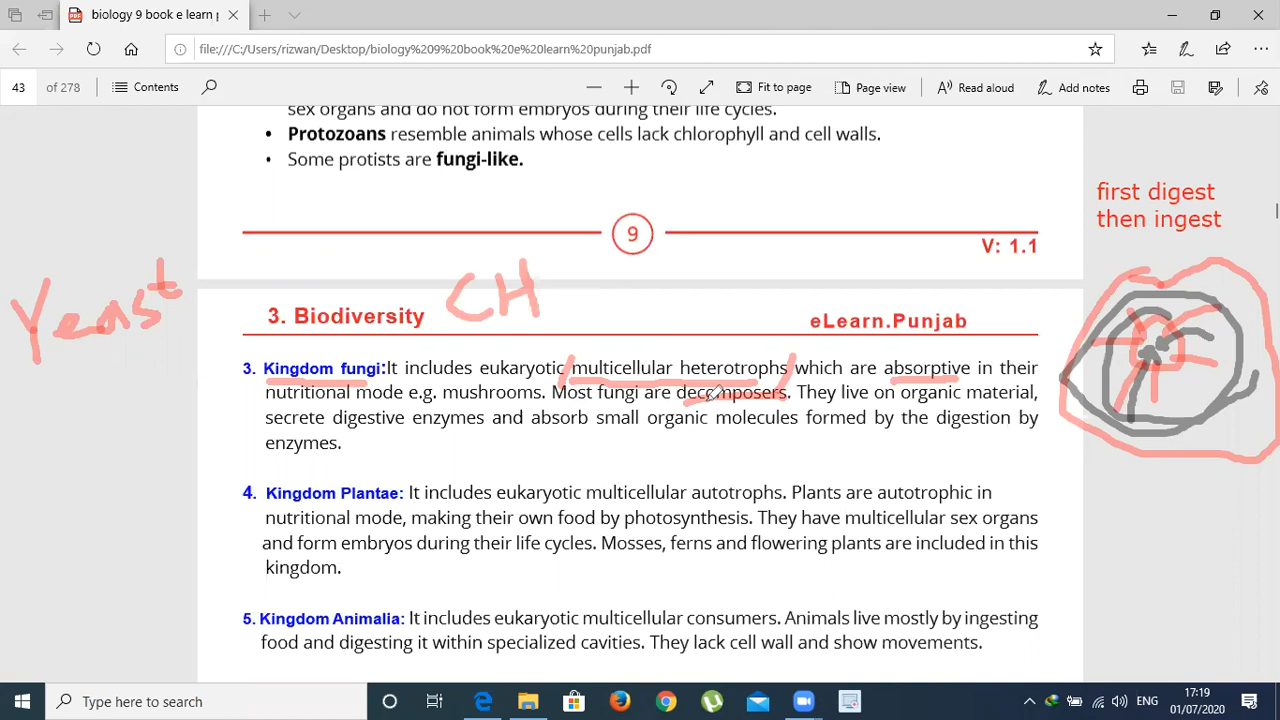 biology 9 book e learn p
file:///C:/Users/rizwan/Desktop/biology%209%20book%20e%20learn%20punjab.pdf
43 of 278 Contents Fit to page Page view Read aloud Add notes
sex organs and do not form embryos during their life cycles.
• Protozoans resemble animals whose cells lack chlorophyll and cell walls.
• Some protists are fungi-like.
9
V: 1.1
first digest
then ingest
Yeast
CH
3. Biodiversity
eLearn.Punjab
3. Kingdom fungi:It includes eukaryotic multicellular heterotrophs which are absorptive in their
nutritional mode e.g. mushrooms. Most fungi are decomposers. They live on organic material,
secrete digestive enzymes and absorb small organic molecules formed by the digestion by
enzymes.
4. Kingdom Plantae: It includes eukaryotic multicellular autotrophs. Plants are autotrophic in
nutritional mode, making their own food by photosynthesis. They have multicellular sex organs
and form embryos during their life cycles. Mosses, ferns and flowering plants are included in this
kingdom.
5. Kingdom Animalia: It includes eukaryotic multicellular consumers. Animals live mostly by ingesting
food and digesting it within specialized cavities. They lack cell wall and show movements.
Type here to search
ENG
17:19
01/07/2020